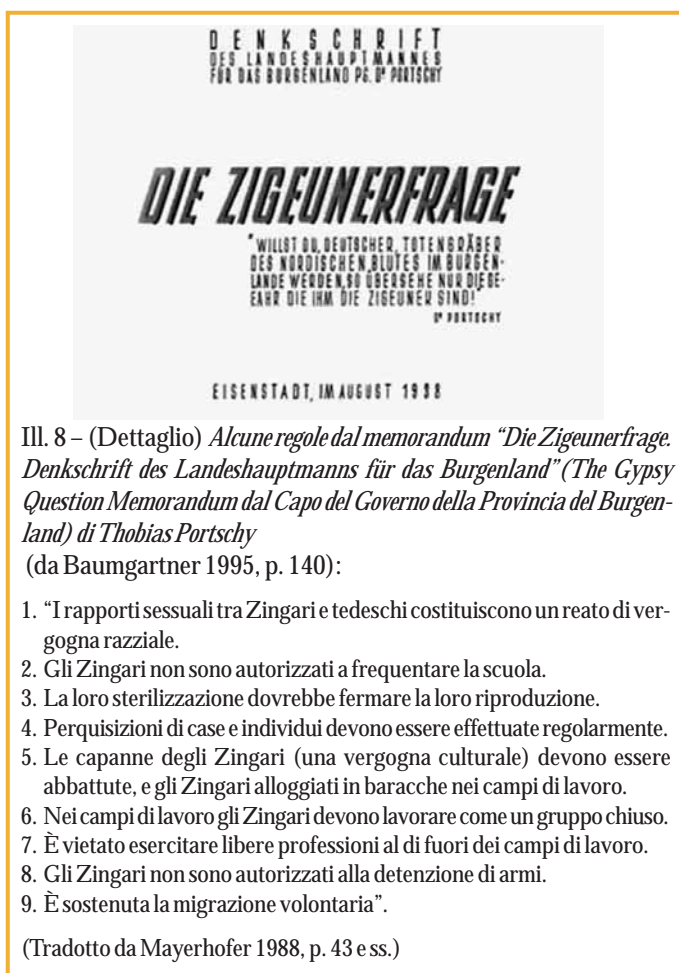 DENKSCHRIFT
DES LANDESHAUPTMANNES
FÜR DAS BURGENLAND PG. DR PORTSCHY
DIE ZIGEUNERFRAGE
"WILLST DU, DEUTSCHER, TOTENGRÄBER
DES NORDISCHEN BLUTES IM BURGEN-
LANDE WERDEN, SO ÜBERSEHE NUR DIE GE-
FAHR DIE IHM DIE ZIGEUNER SIND!"
DR PORTSCHY
EISENSTADT, IM AUGUST 1938
Ill. 8 – (Dettaglio) Alcune regole dal memorandum “Die Zigeunerfrage.
Denkschrift des Landeshauptmanns für das Burgenland” (The Gypsy
Question Memorandum dal Capo del Governo della Provincia del Burgen-
land) di Thobias Portschy
(da Baumgartner 1995, p. 140):
1. “I rapporti sessuali tra Zingari e tedeschi costituiscono un reato di ver-
gogna razziale.
2. Gli Zingari non sono autorizzati a frequentare la scuola.
3. La loro sterilizzazione dovrebbe fermare la loro riproduzione.
4. Perquisizioni di case e individui devono essere effettuate regolarmente.
5. Le capanne degli Zingari (una vergogna culturale) devono essere
abbattute, e gli Zingari alloggiati in baracche nei campi di lavoro.
6. Nei campi di lavoro gli Zingari devono lavorare come un gruppo chiuso.
7. È vietato esercitare libere professioni al di fuori dei campi di lavoro.
8. Gli Zingari non sono autorizzati alla detenzione di armi.
9. È sostenuta la migrazione volontaria”.
(Tradotto da Mayerhofer 1988, p. 43 e ss.)